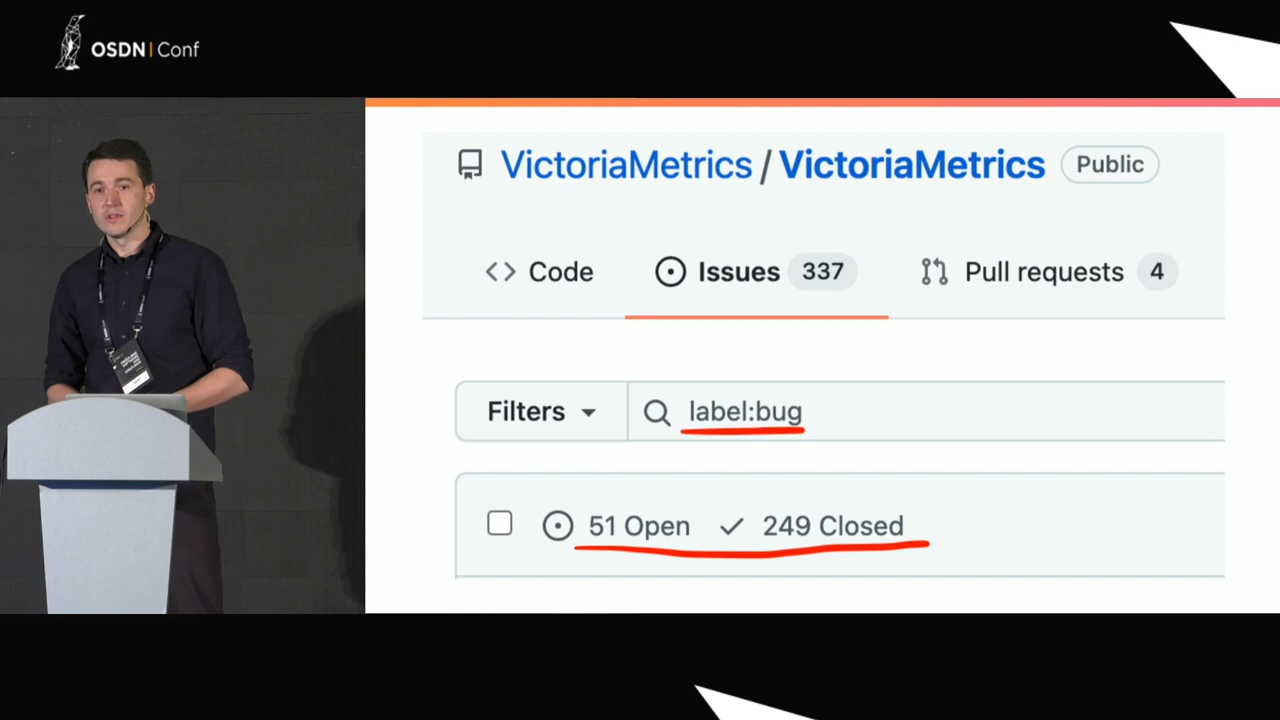 OSDN | Conf
VictoriaMetrics / VictoriaMetrics Public
Code Issues 337 Pull requests 4
Filters label:bug
51 Open 249 Closed